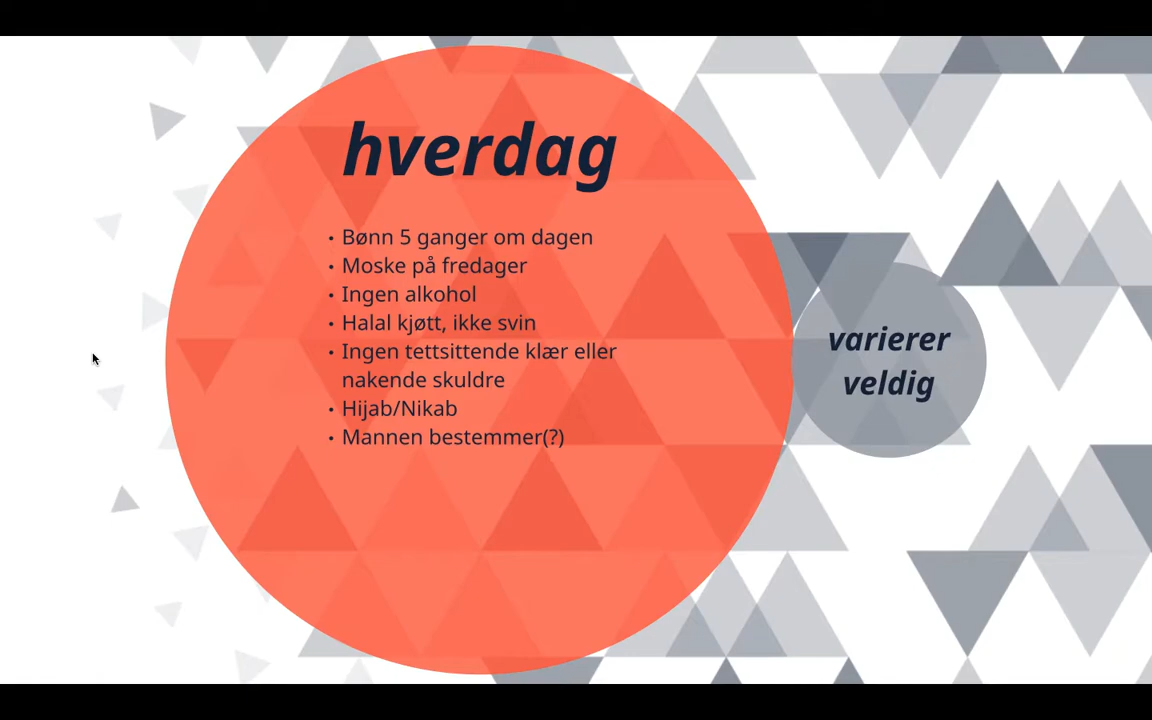 hverdag
• Bønn 5 ganger om dagen
• Moske på fredager
• Ingen alkohol
• Halal kjøtt, ikke svin
• Ingen tettsittende klær eller
nakende skuldre
• Hijab/Nikab
• Mannen bestemmer(?)
varierer
veldig